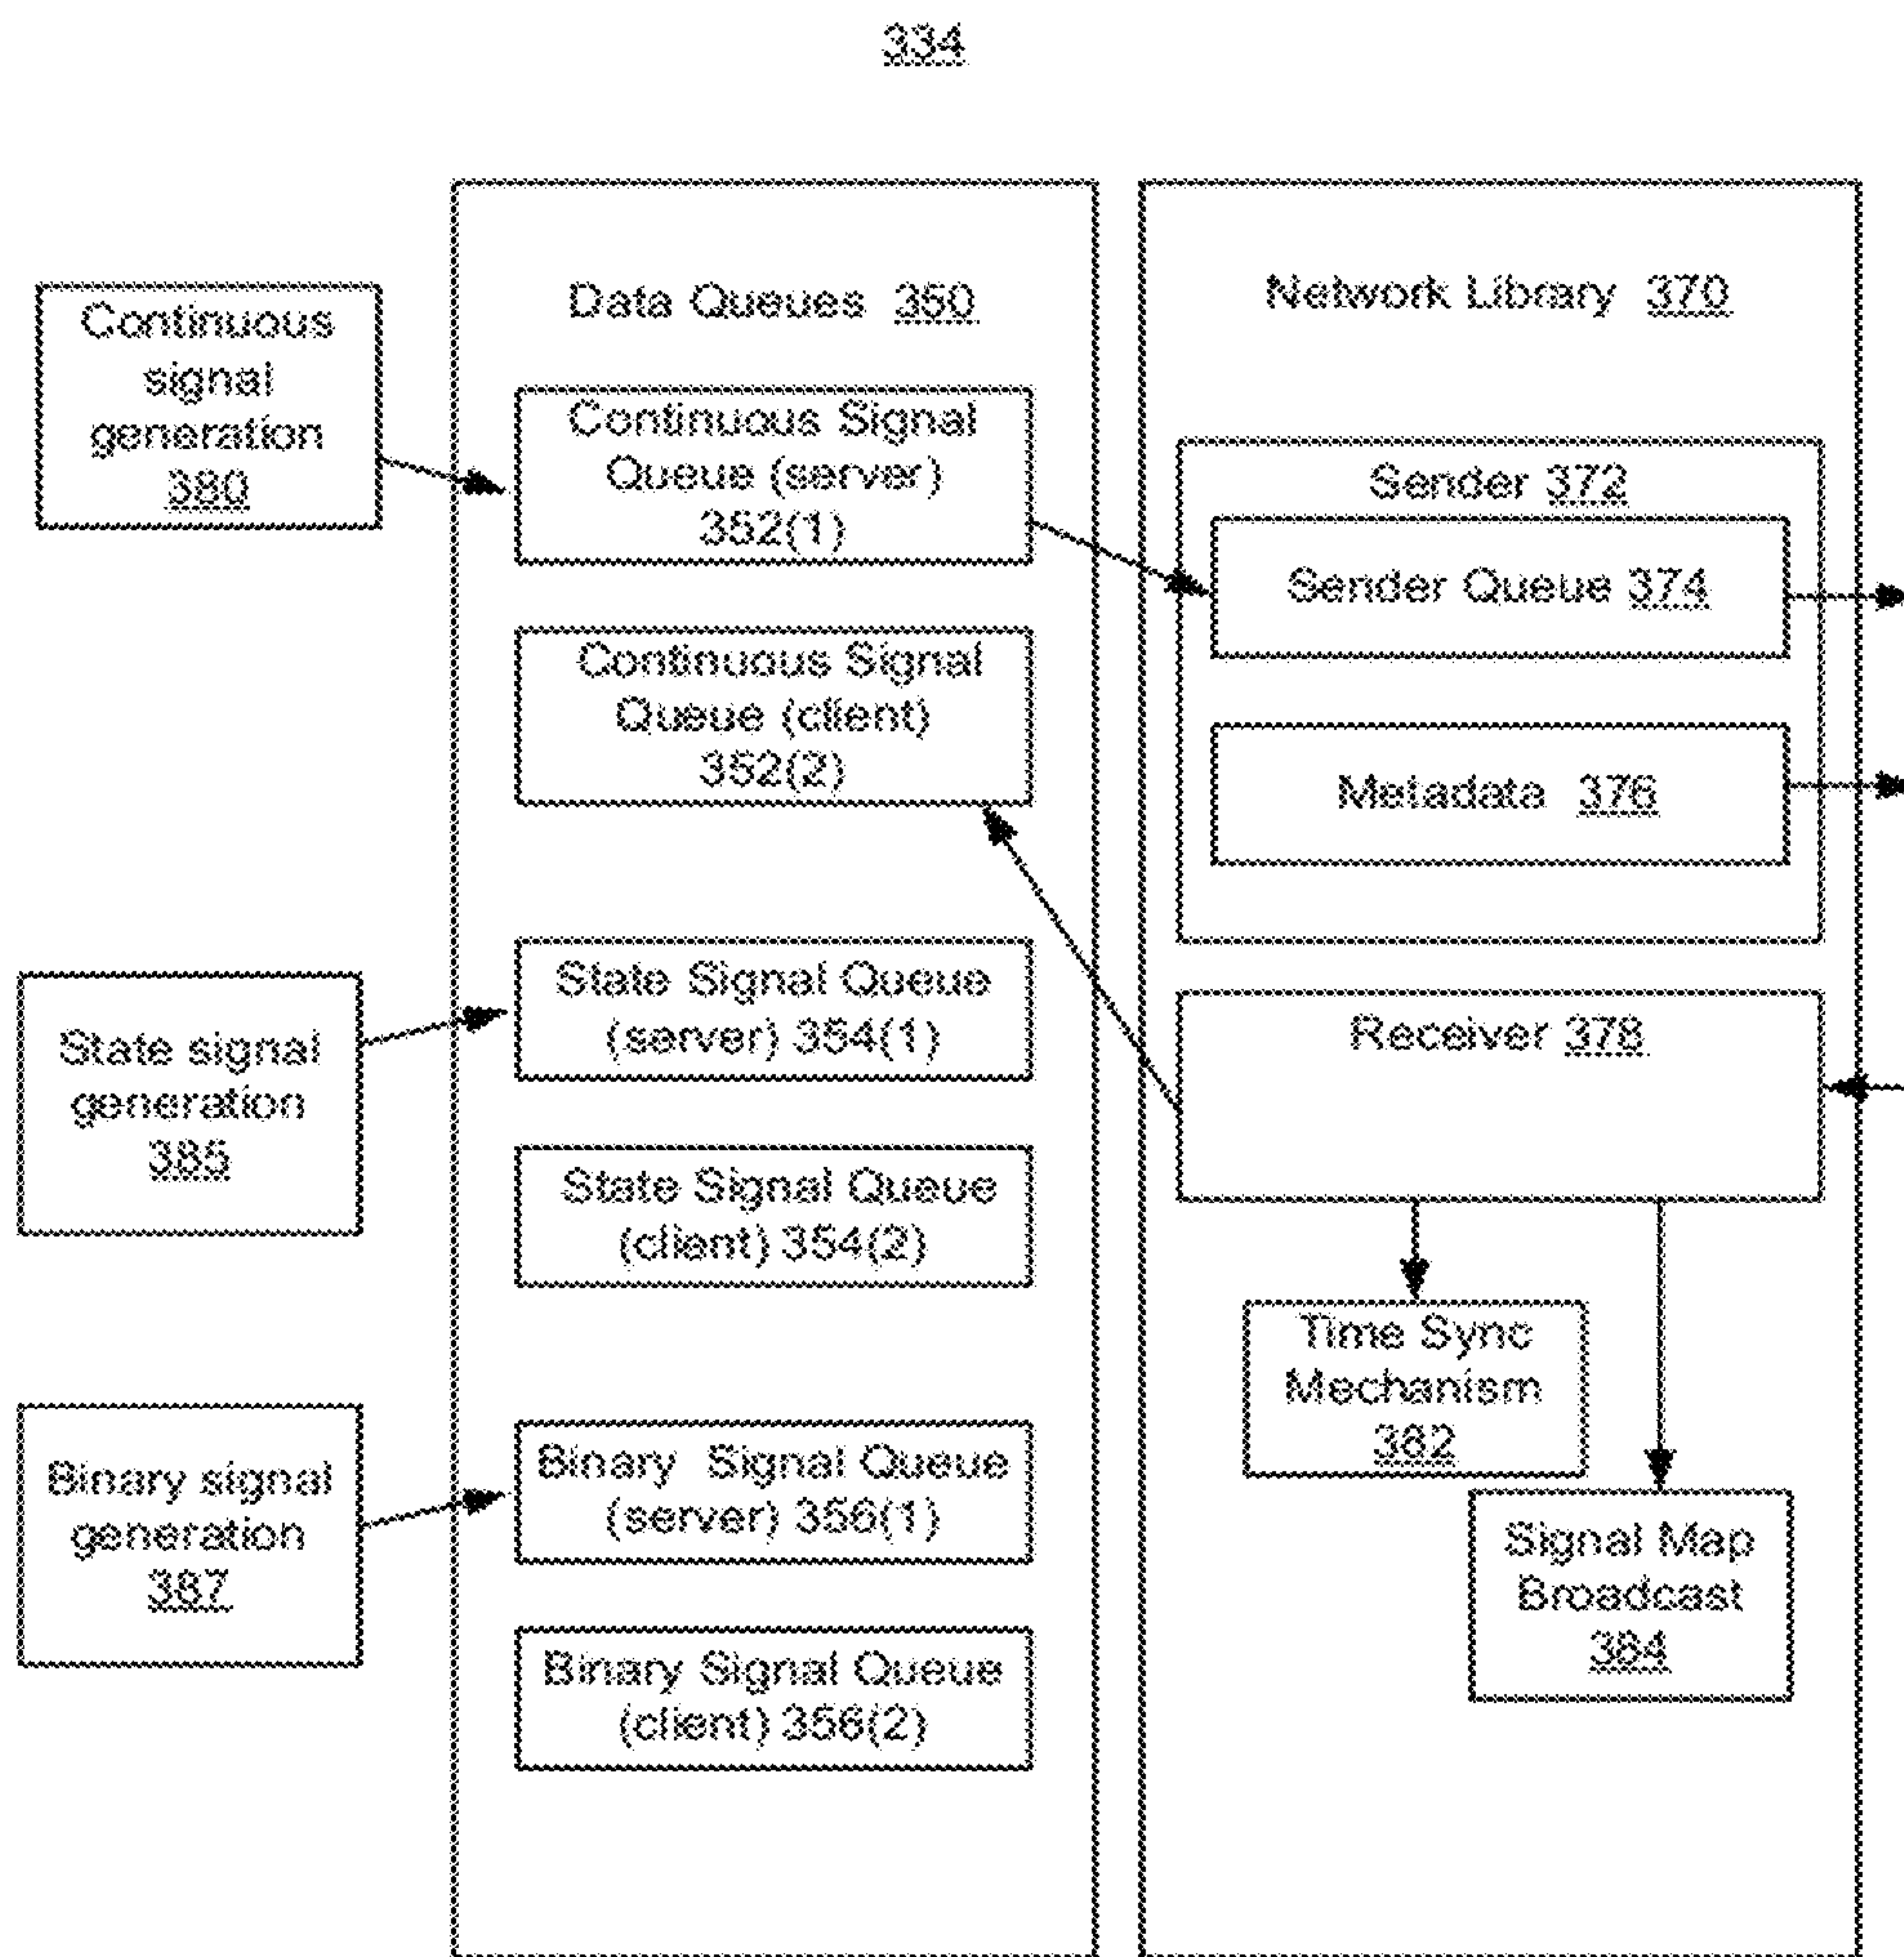 334
Continuous
signal
generation
380
State signal
generation
385
Binary signal
generation
387
Data Queues 350
Continuous Signal
Queue (server)
352(1)
Continuous Signal
Queue (client)
352(2)
State Signal Queue
(server) 354(1)
State Signal Queue
(client) 354(2)
Binary Signal Queue
(server) 356(1)
Binary Signal Queue
(client) 356(2)
Network Library 370
Sender 372
Sender Queue 374
Metadata 376
Receiver 378
Time Sync
Mechanism
382
Signal Map
Broadcast
384